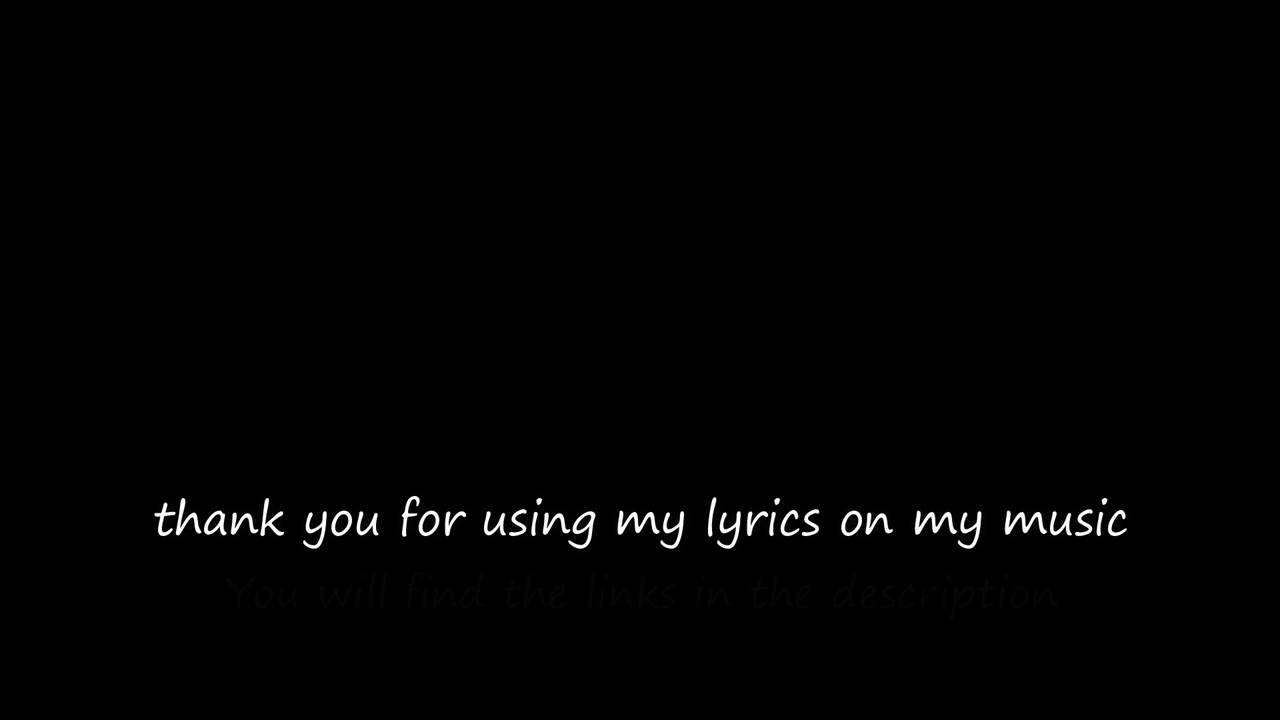 thank you for using my lyrics on my music
You will find the links in the description